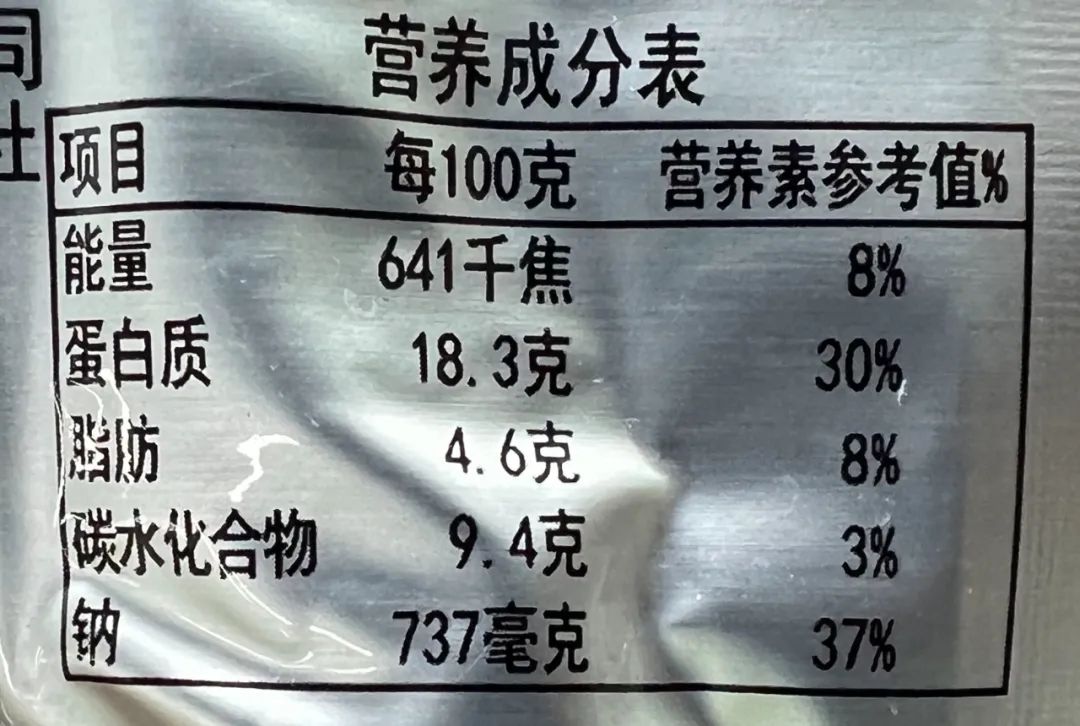 司
营养成分表
项目 每100克 营养素参考值%
能量 641千焦 8%
蛋白质 18.3克 30%
脂肪 4.6克 8%
碳水化合物 9.4克 3%
钠 737毫克 37%